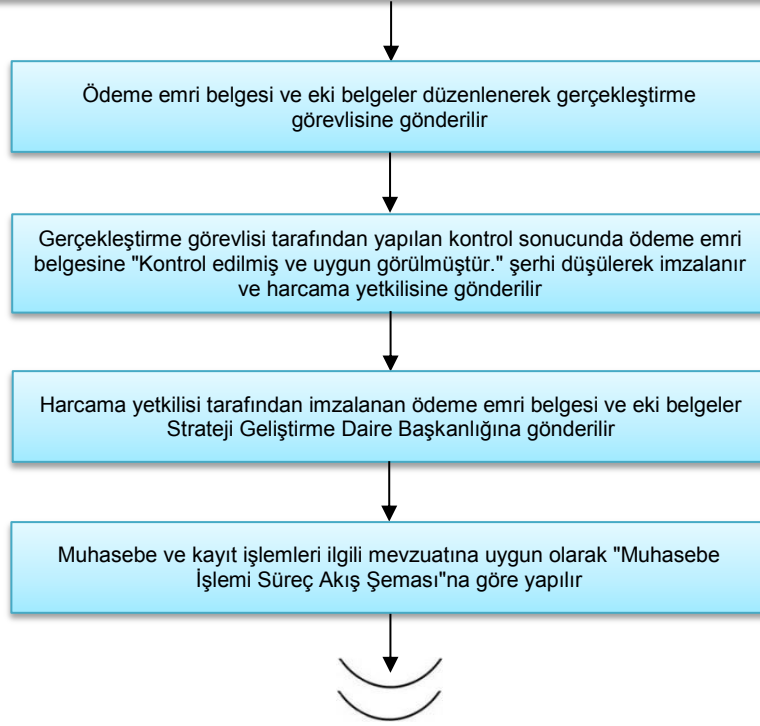 Ödeme emri belgesi ve eki belgeler düzenlenerek gerçekleştirme
görevlisine gönderilir
Gerçekleştirme görevlisi tarafından yapılan kontrol sonucunda ödeme emri
belgesine "Kontrol edilmiş ve uygun görülmüştür." şerhi düşülerek imzalanır
ve harcama yetkilisine gönderilir
Harcama yetkilisi tarafından imzalanan ödeme emri belgesi ve eki belgeler
Strateji Geliştirme Daire Başkanlığına gönderilir
Muhasebe ve kayıt işlemleri ilgili mevzuatına uygun olarak "Muhasebe
İşlemi Süreç Akış Şeması"na göre yapılır